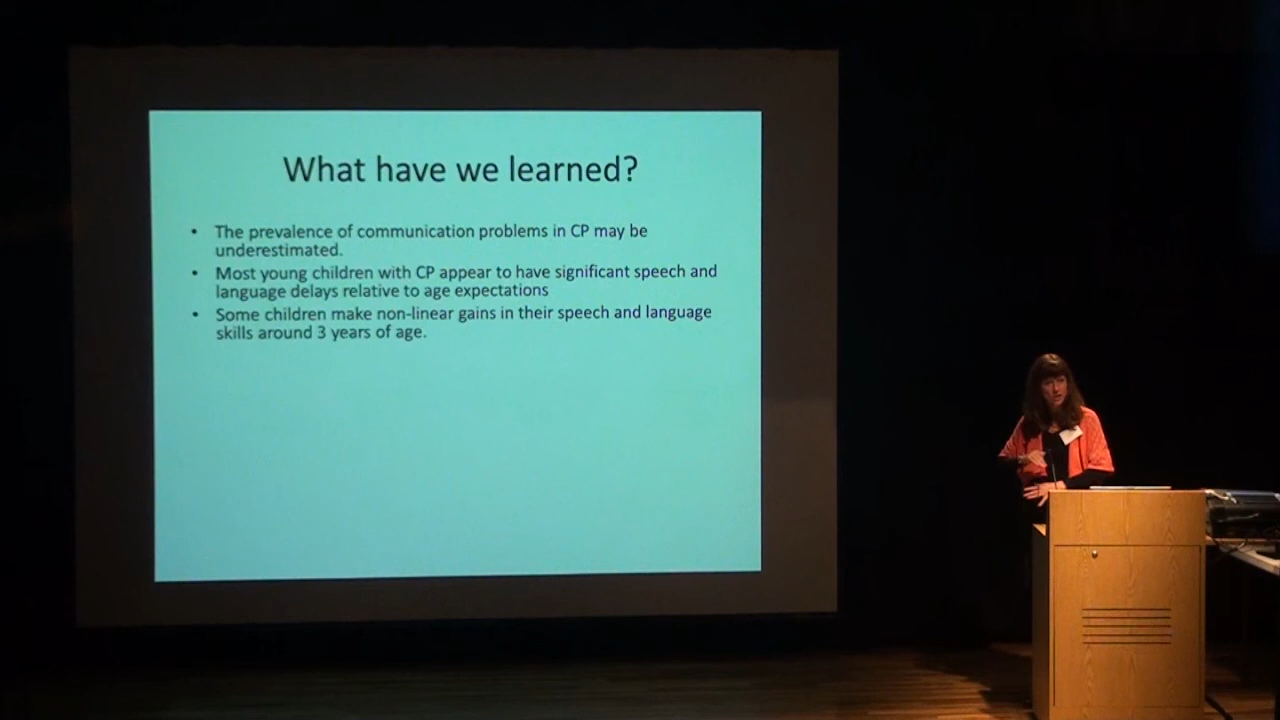 What have we learned?
• The prevalence of communication problems in CP may be
underestimated.
• Most young children with CP appear to have significant speech and
language delays relative to age expectations
• Some children make non-linear gains in their speech and language
skills around 3 years of age.